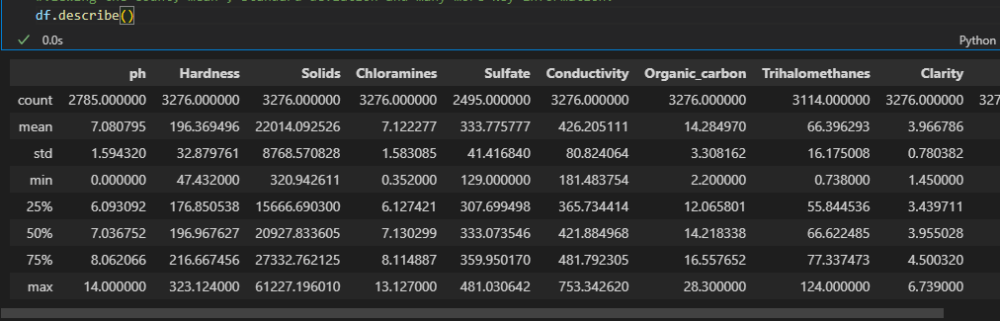 df.describe()
0.0s
Python
ph Hardness Solids Chloramines Sulfate Conductivity Organic_carbon Trihalomethanes Clarity
count 2785.000000 3276.000000 3276.000000 3276.000000 2495.000000 3276.000000 3276.000000 3114.000000 3276.000000 327
mean 7.080795 196.369496 22014.092526 7.122277 333.775777 426.205111 14.284970 66.396293 3.966786
std 1.594320 32.879761 8768.570828 1.583085 41.416840 80.824064 3.308162 16.175008 0.780382
min 0.000000 47.432000 320.942611 0.352000 129.000000 181.483754 2.200000 0.738000 1.450000
25% 6.093092 176.850538 15666.690300 6.127421 307.699498 365.734414 12.065801 55.844536 3.439711
50% 7.036752 196.967627 20927.833605 7.130299 333.073546 421.884968 14.218338 66.622485 3.955028
75% 8.062066 216.667456 27332.762125 8.114887 359.950170 481.792305 16.557652 77.337473 4.500320
max 14.000000 323.124000 61227.196010 13.127000 481.030642 753.342620 28.300000 124.000000 6.739000